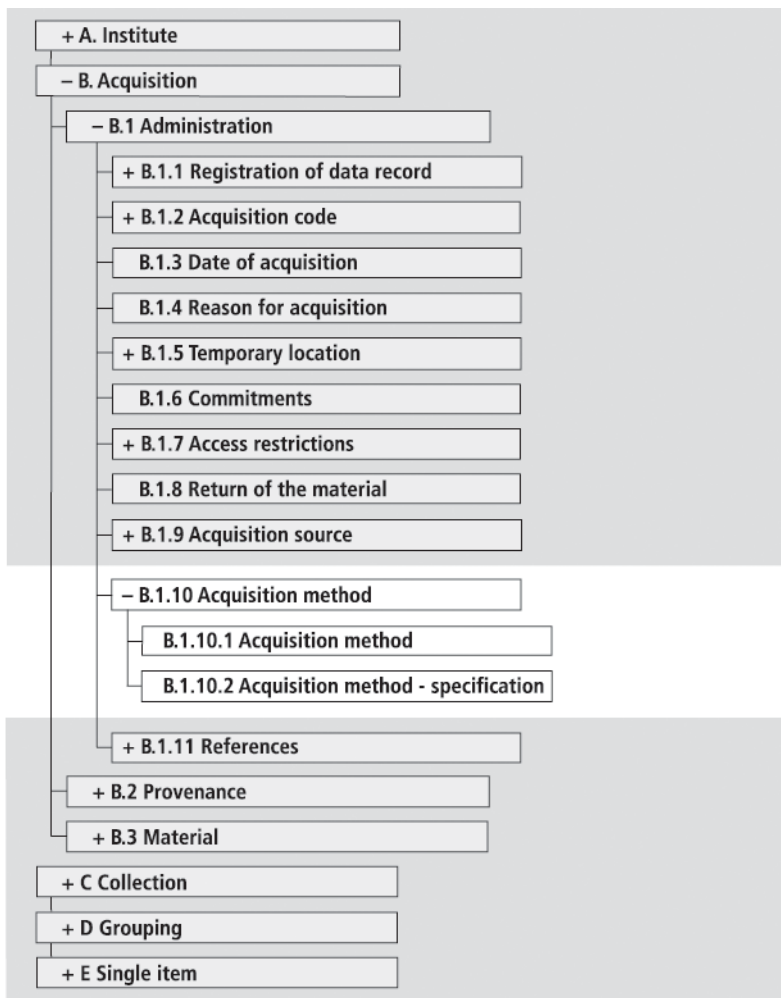 + A. Institute
– B. Acquisition
– B.1 Administration
+ B.1.1 Registration of data record
+ B.1.2 Acquisition code
B.1.3 Date of acquisition
B.1.4 Reason for acquisition
+ B.1.5 Temporary location
B.1.6 Commitments
+ B.1.7 Access restrictions
B.1.8 Return of the material
+ B.1.9 Acquisition source
– B.1.10 Acquisition method
B.1.10.1 Acquisition method
B.1.10.2 Acquisition method - specification
+ B.1.11 References
+ B.2 Provenance
+ B.3 Material
+ C Collection
+ D Grouping
+ E Single item